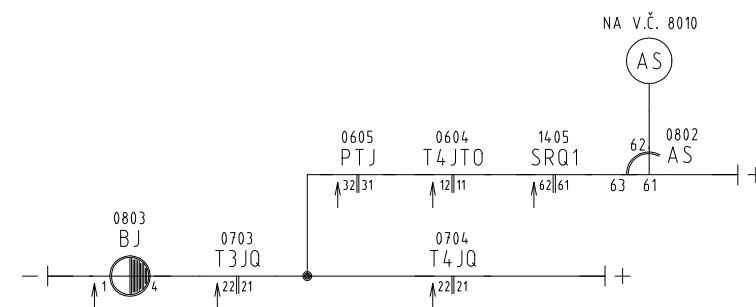 NA V.Č. 8010
AS
0605 0604 1405 0802
PTJ T4JTO SRQ1 62 AS
32 31 12 11 62 61 63 61 +
0803 0703 0704
BJ T3JQ T4JQ
− 1 4 22 21 22 21 +